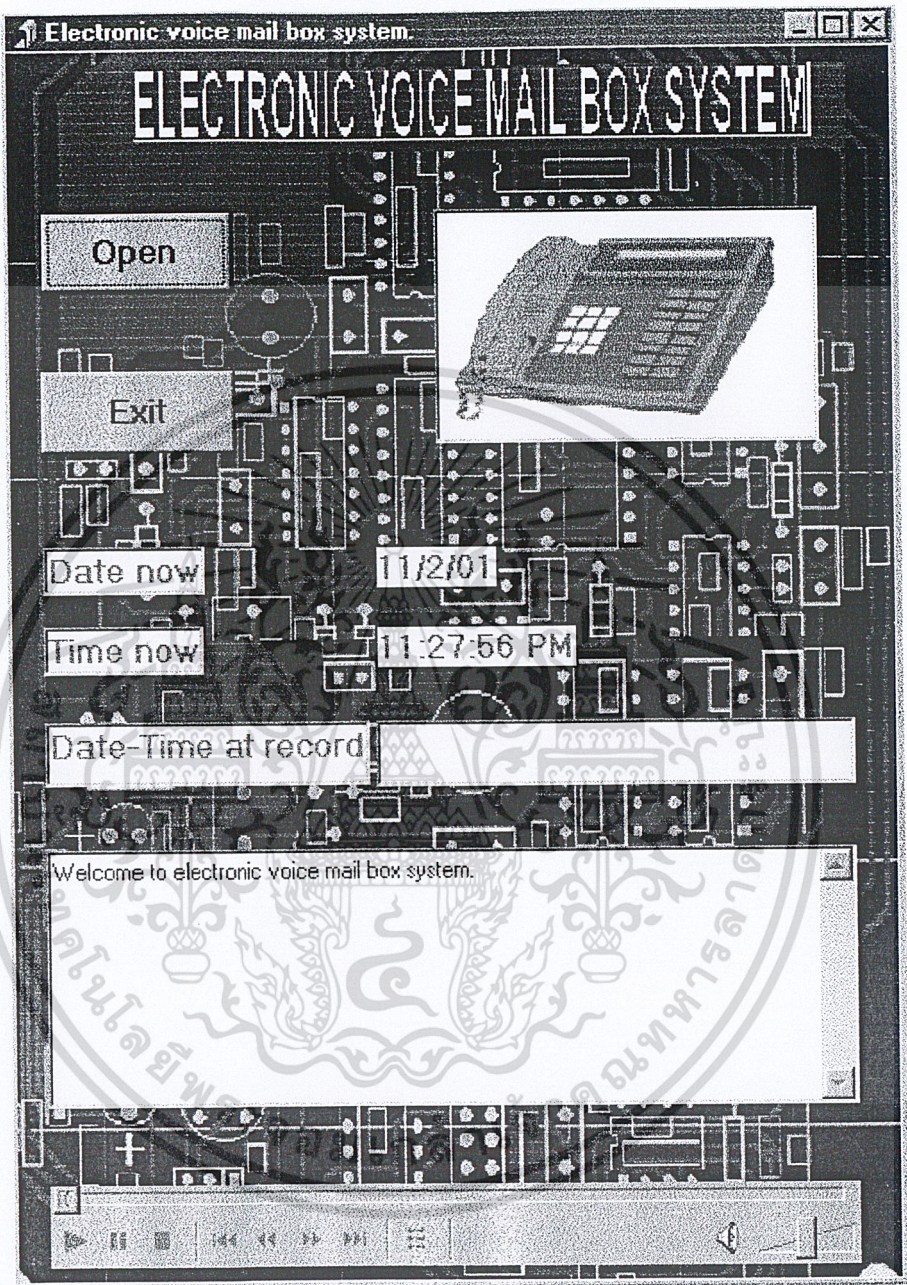 Electronic voice mail box system.
ELECTRONIC VOICE MAIL BOX SYSTEM
Open
Exit
Date now 11/2/01
Time now 11:27:56 PM
Date-Time at record
Welcome to electronic voice mail box system.